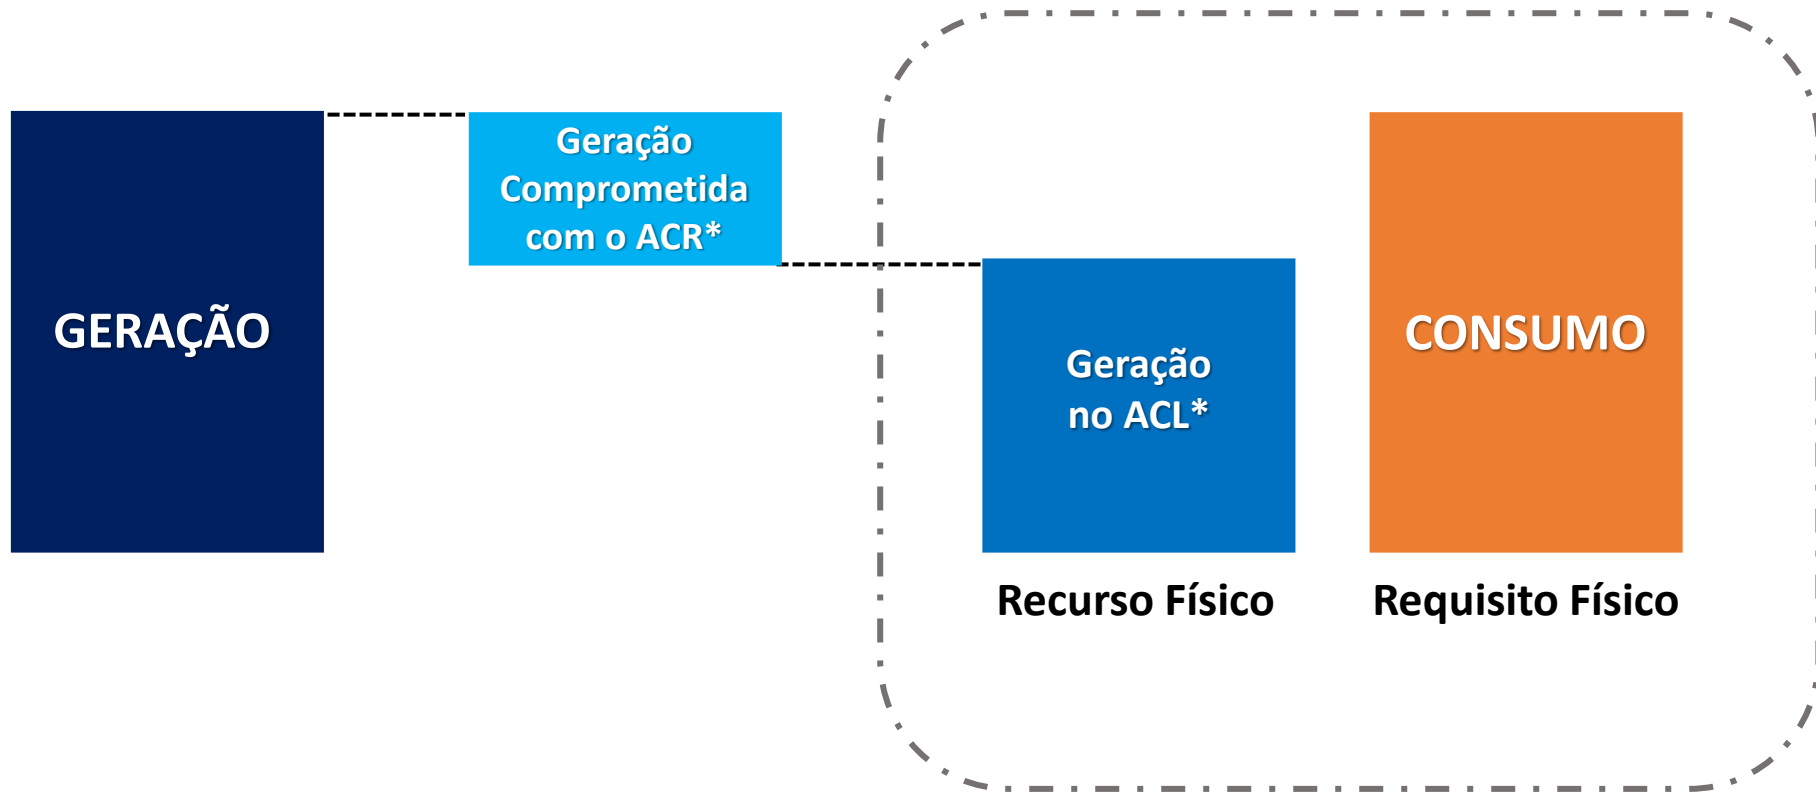 GERAÇÃO
Geração
Comprometida
com o ACR*
Geração
no ACL*
CONSUMO
Recurso Físico
Requisito Físico